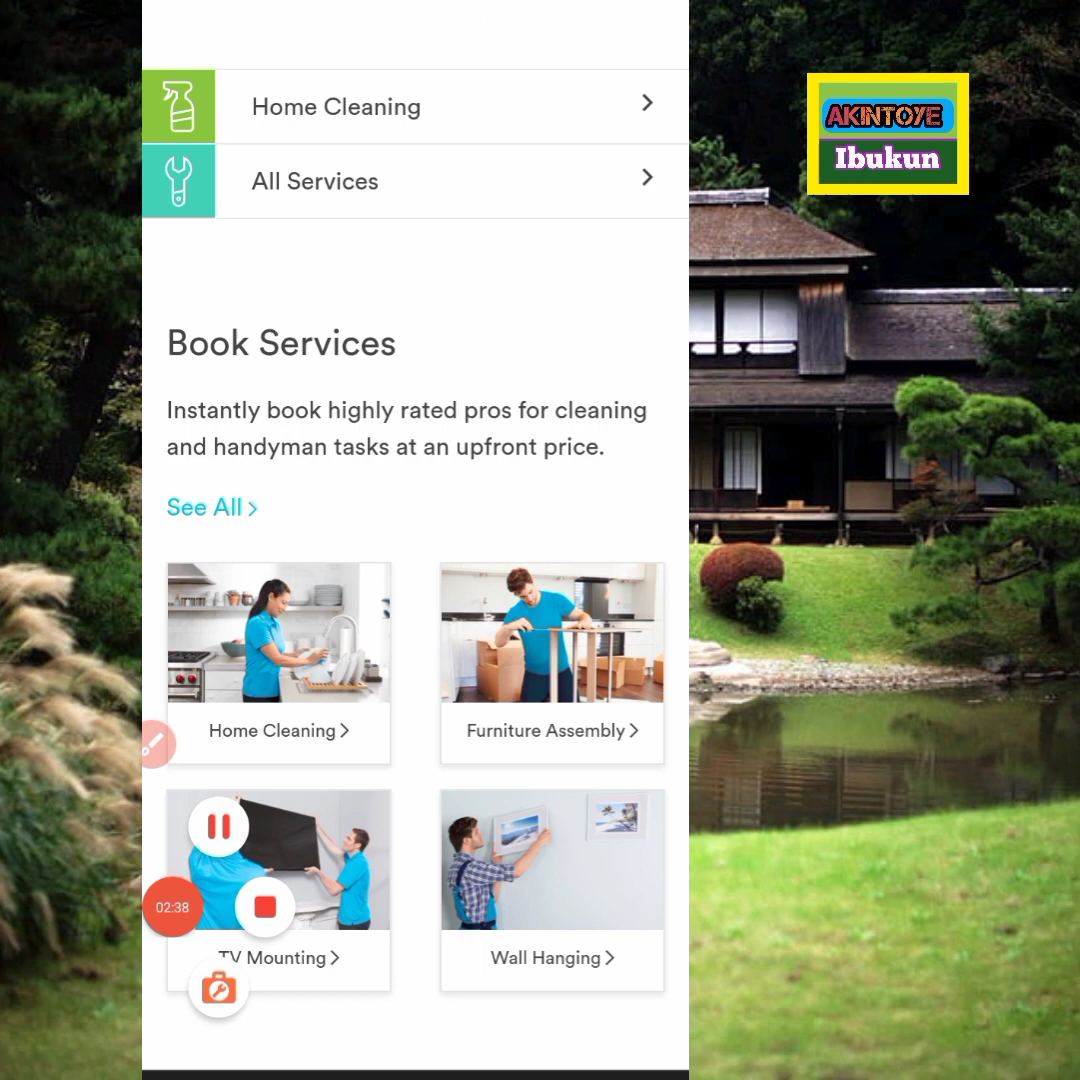 Home Cleaning
All Services
AKINTOYE
Ibukun
Book Services
Instantly book highly rated pros for cleaning
and handyman tasks at an upfront price.
See All
Home Cleaning
Furniture Assembly
02:38
TV Mounting
Wall Hanging